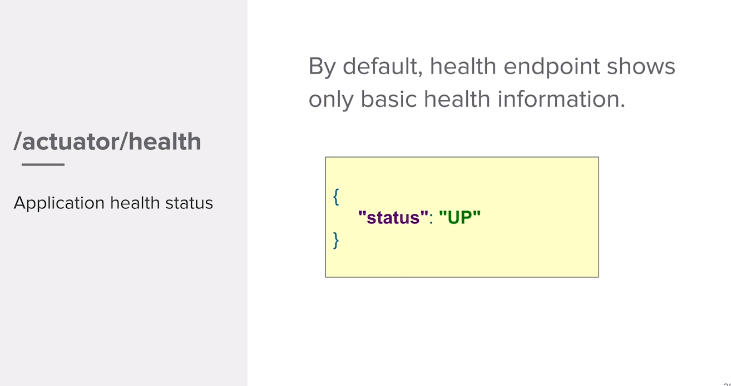 /actuator/health
Application health status
By default, health endpoint shows
only basic health information.
{
"status": "UP"
}